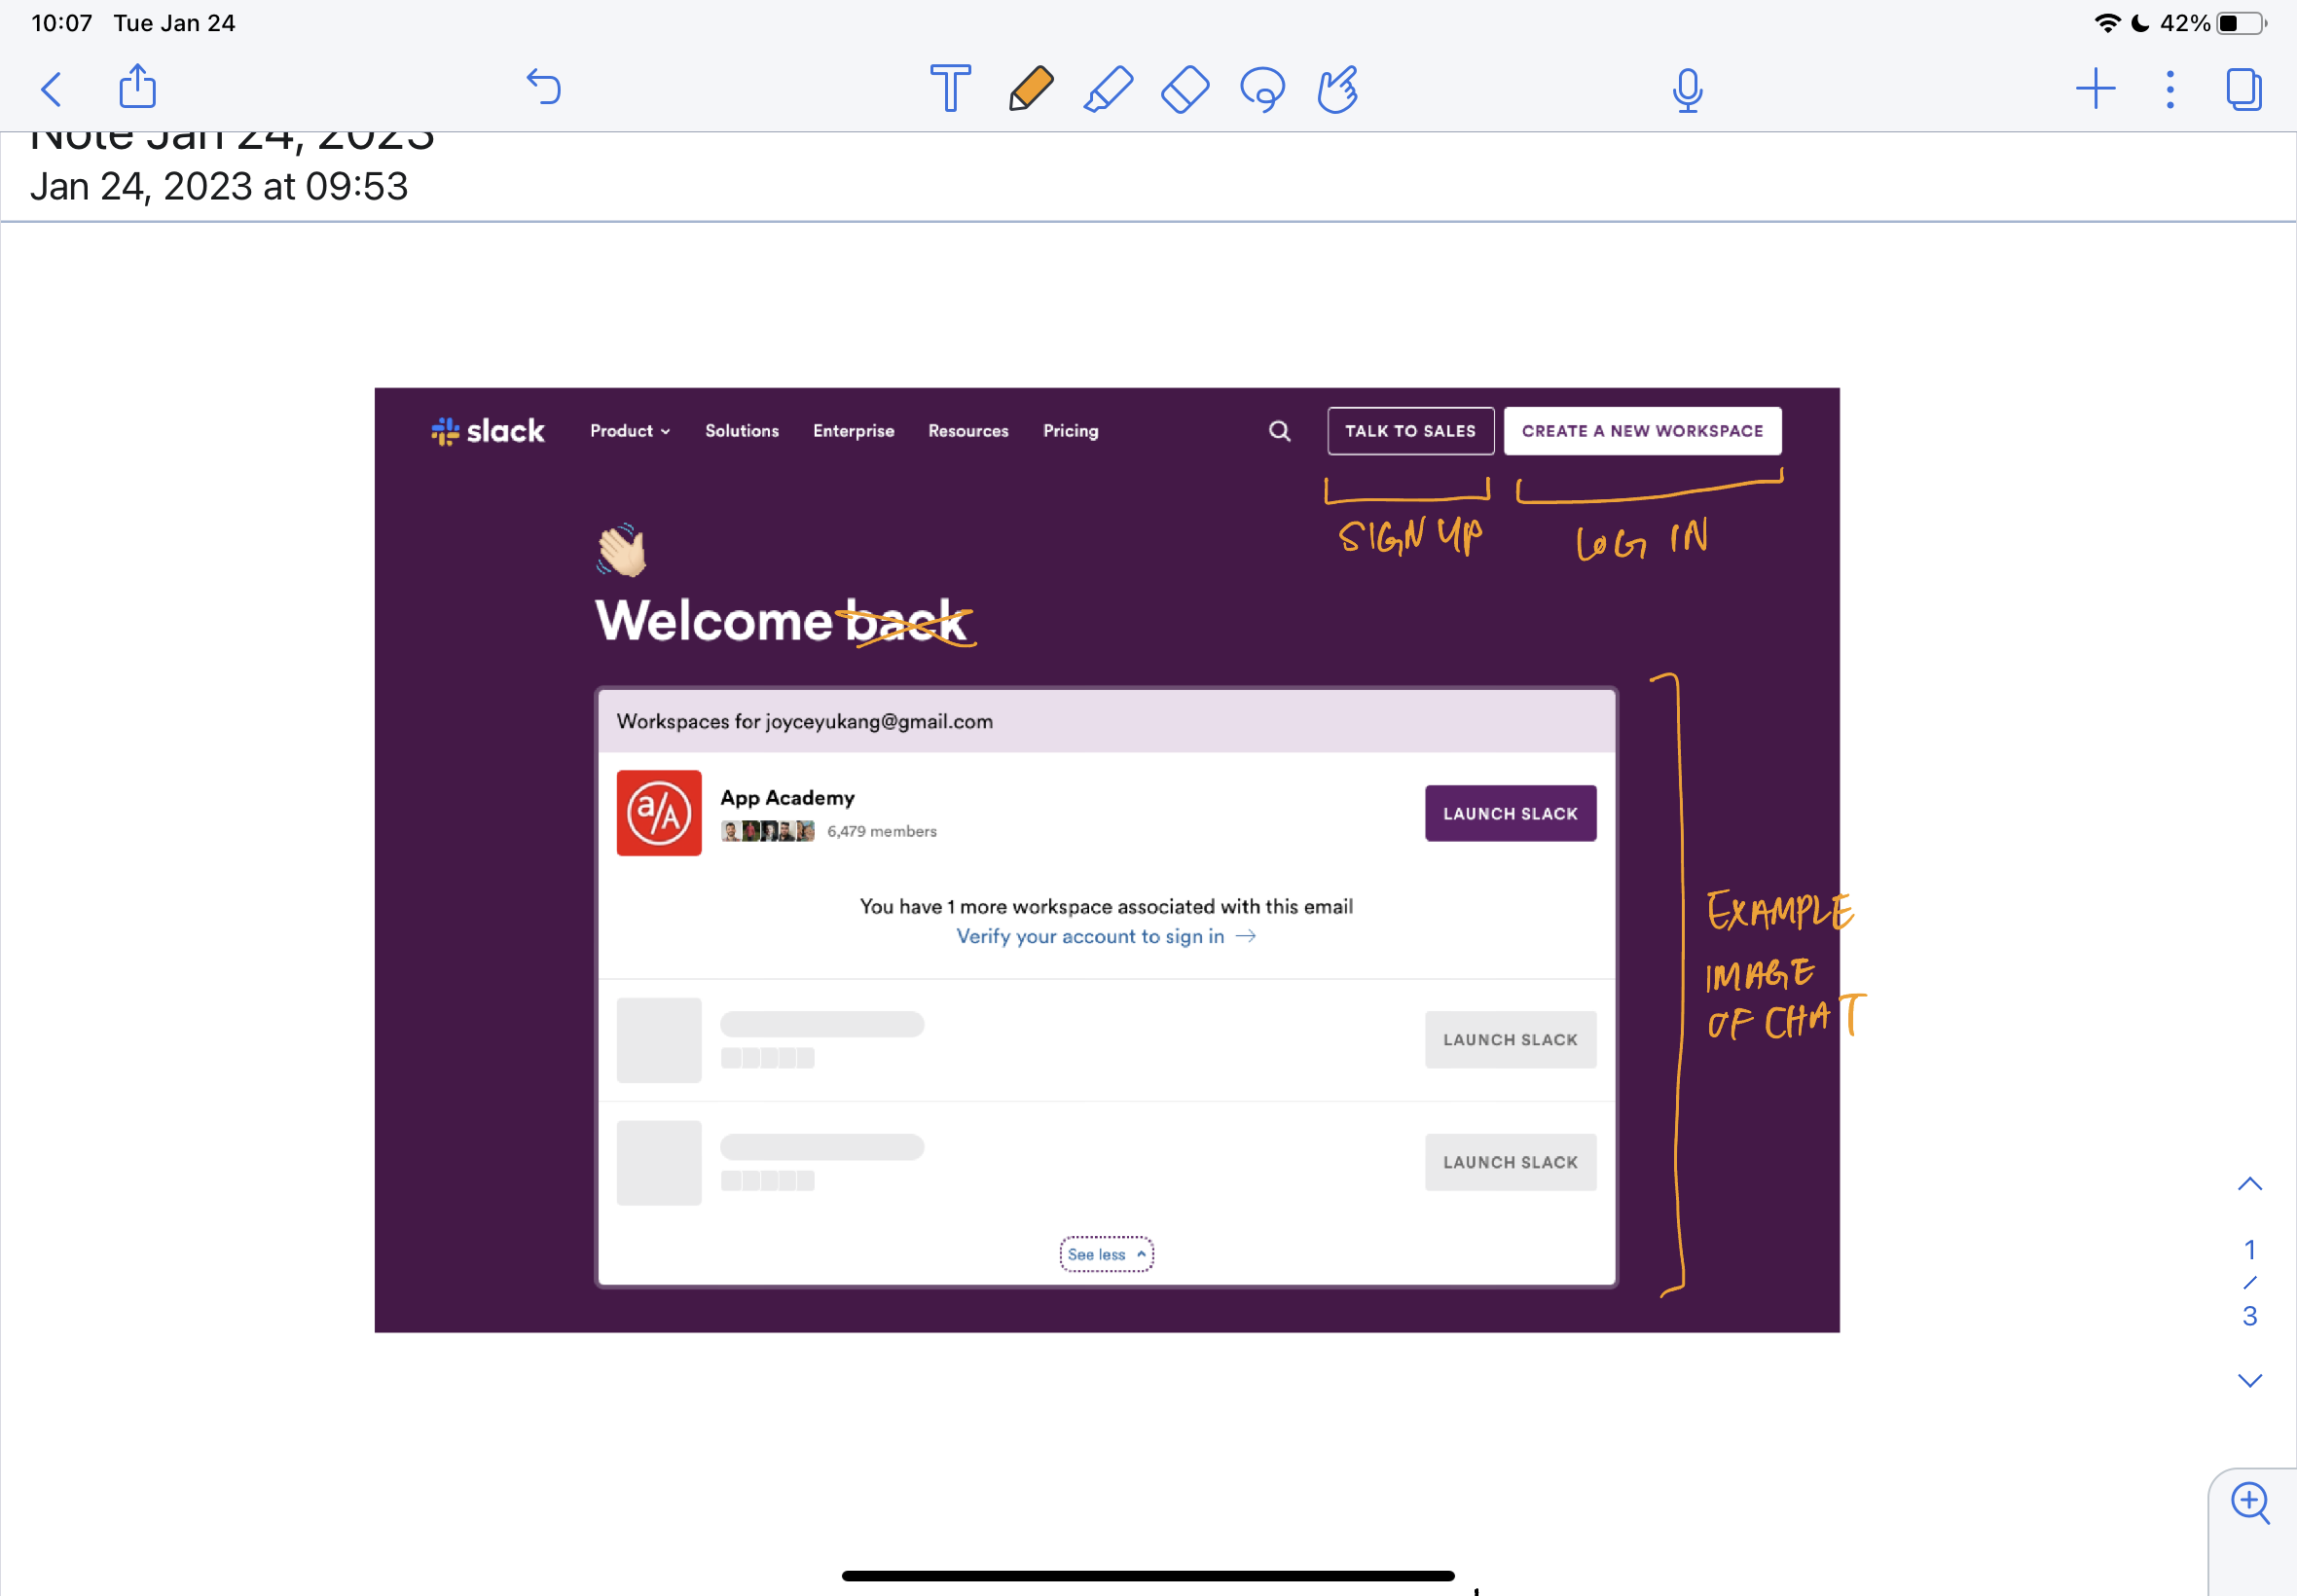 10:07 Tue Jan 24
42%
Note Jan 24, 2023
Jan 24, 2023 at 09:53
slack Product Solutions Enterprise Resources Pricing TALK TO SALES CREATE A NEW WORKSPACE
SIGN UP LOG IN
Welcome back
Workspaces for joyceyukang@gmail.com
a/A
App Academy
6,479 members
LAUNCH SLACK
You have 1 more workspace associated with this email
Verify your account to sign in →
EXAMPLE
IMAGE
OF CHAT
LAUNCH SLACK
LAUNCH SLACK
See less
1
/
3